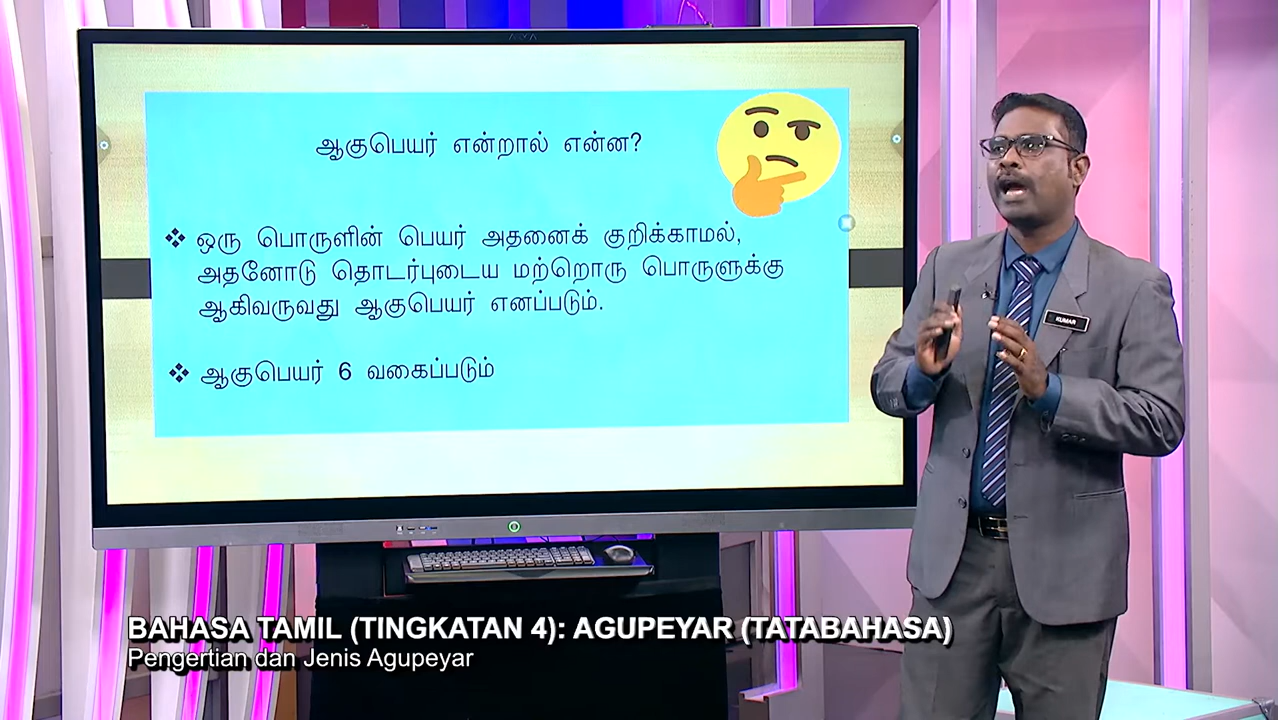 ஆகுபெயர் என்றால் என்ன?
❖ ஒரு பொருளின் பெயர் அதனைக் குறிக்காமல்,
அதனோடு தொடர்புடைய மற்றொரு பொருளுக்கு
ஆகிவருவது ஆகுபெயர் எனப்படும்.
❖ ஆகுபெயர் 6 வகைப்படும்
KUMAR
BAHASA TAMIL (TINGKATAN 4): AGUPEYAR (TATABAHASA)
Pengertian dan Jenis Agupeyar